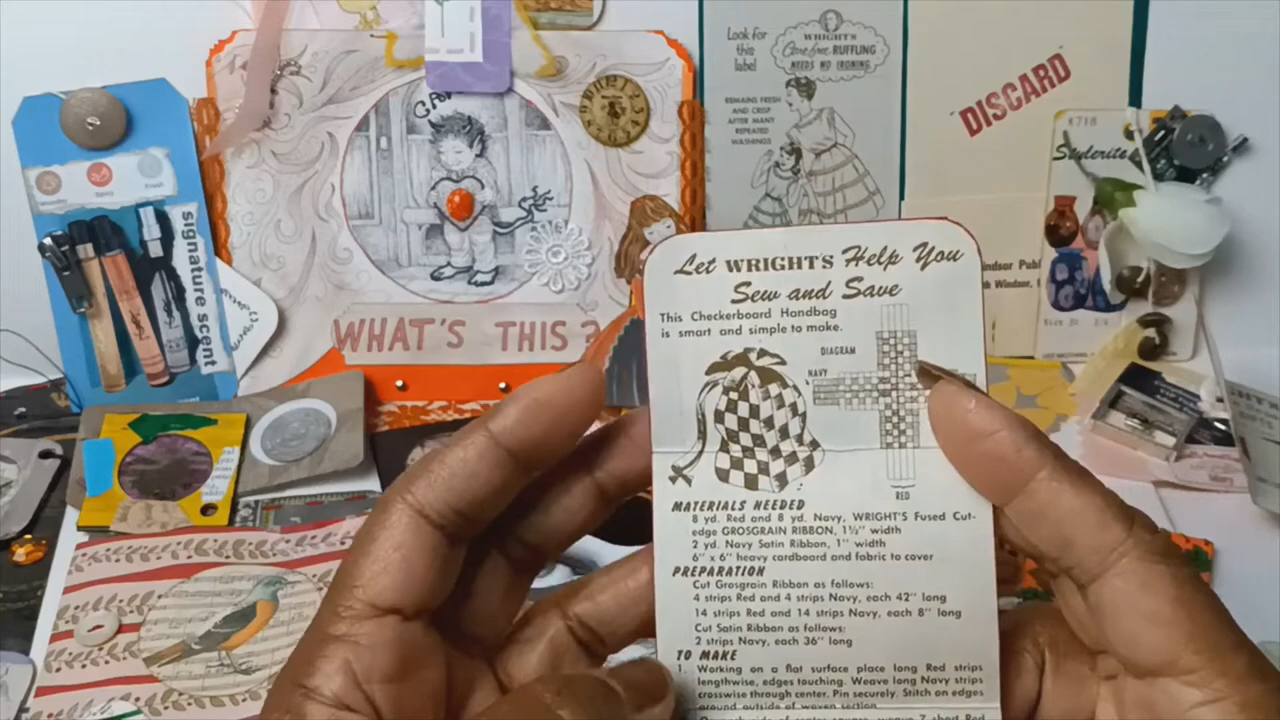 Look for
this
label
WRIGHT'S
Care free RUFFLING
NEEDS NO IRONING
REMAINS FRESH
AND CRISP
AFTER MANY
REPEATED
WASHINGS
DISCARD
K718
Stylerite
signature scent
WHAT'S THIS?
Let WRIGHT'S Help You
Sew and Save
This Checkerboard Handbag
is smart and simple to make.
DIAGRAM
NAVY
RED
MATERIALS NEEDED
8 yd. Red and 8 yd. Navy, WRIGHT'S Fused Cut-
edge GROSGRAIN RIBBON, 1½" width
2 yd. Navy Satin Ribbon, 1" width
6" x 6" heavy cardboard and fabric to cover
PREPARATION
Cut Grosgrain Ribbon as follows:
4 strips Red and 4 strips Navy, each 42" long
14 strips Red and 14 strips Navy, each 8" long
Cut Satin Ribbon as follows:
2 strips Navy, each 36" long
TO MAKE
1. Working on a flat surface place long Red strips
lengthwise, edges touching. Weave long Navy strips
crosswise through center. Pin securely. Stitch on edges
around outside of woven section.